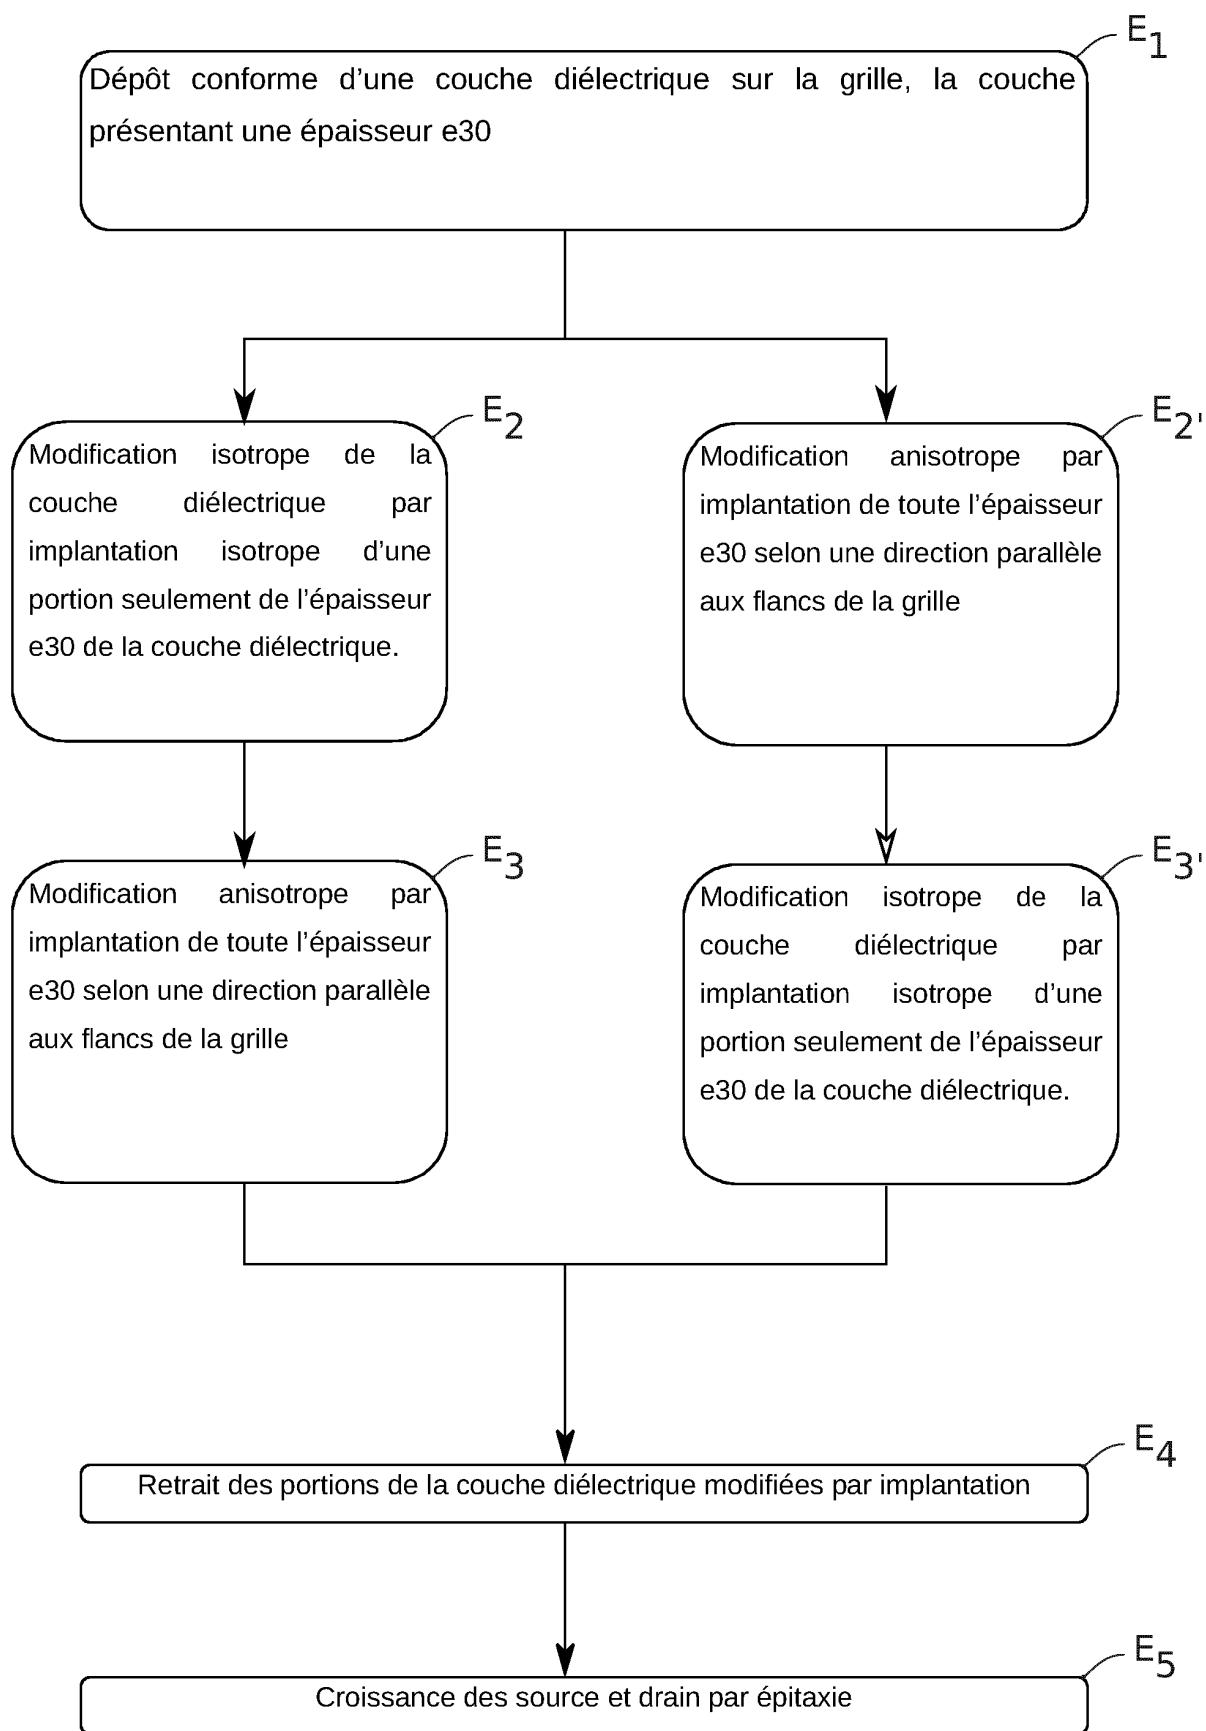 E1
Dépôt conforme d’une couche diélectrique sur la grille, la couche
présentant une épaisseur e30
E2
Modification isotrope de la
couche diélectrique par
implantation isotrope d’une
portion seulement de l’épaisseur
e30 de la couche diélectrique.
E2'
Modification anisotrope par
implantation de toute l’épaisseur
e30 selon une direction parallèle
aux flancs de la grille
E3
Modification anisotrope par
implantation de toute l’épaisseur
e30 selon une direction parallèle
aux flancs de la grille
E3'
Modification isotrope de la
couche diélectrique par
implantation isotrope d’une
portion seulement de l’épaisseur
e30 de la couche diélectrique.
E4
Retrait des portions de la couche diélectrique modifiées par implantation
E5
Croissance des source et drain par épitaxie